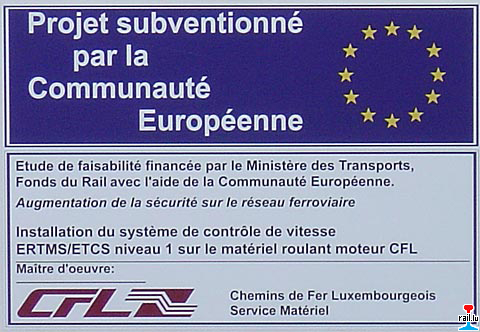 Projet subventionné
par la
Communauté
Européenne
Etude de faisabilité financée par le Ministère des Transports,
Fonds du Rail avec l'aide de la Communauté Européenne.
Augmentation de la sécurité sur le réseau ferroviaire
Installation du système de contrôle de vitesse
ERTMS/ETCS niveau 1 sur le matériel roulant moteur CFL
Maître d'oeuvre:
CFL
Chemins de Fer Luxembourgeois
Service Matériel
rail.lu